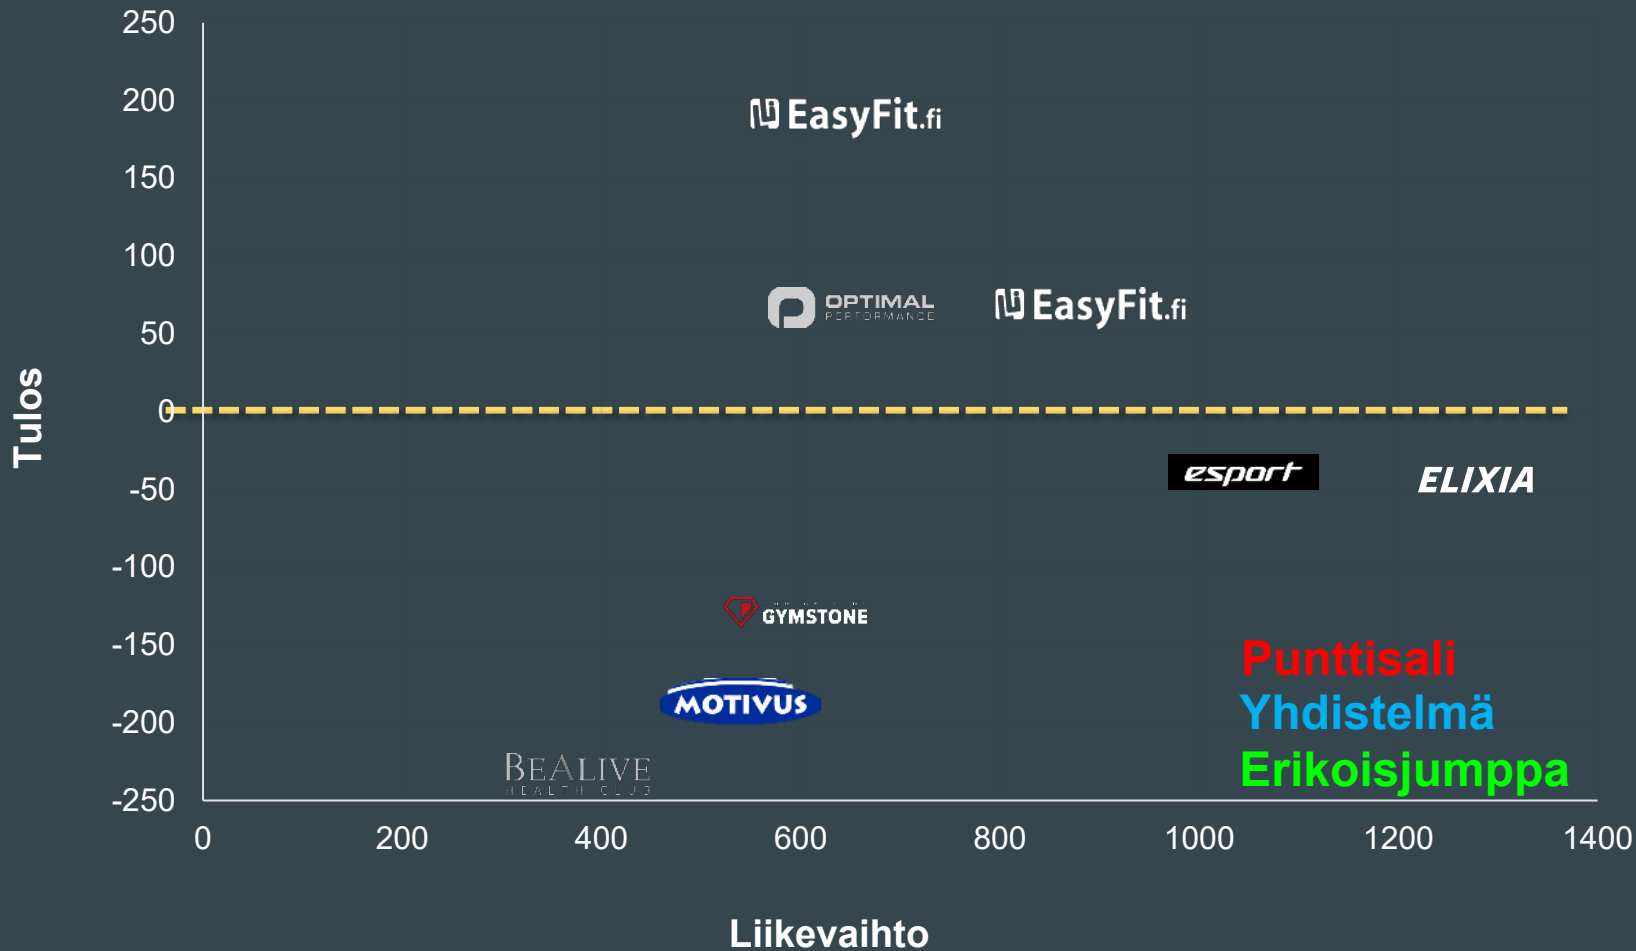 250
200
150
100
50
0
-50
-100
-150
-200
-250
Tulos
EasyFit.fi
OPTIMAL
PERFORMANCE
EasyFit.fi
esport
ELIXIA
GYMSTONE
MOTIVUS
BEALIVE
HEALTH CLUB
Punttisali
Yhdistelmä
Erikoisjumppa
0 200 400 600 800 1000 1200 1400
Liikevaihto